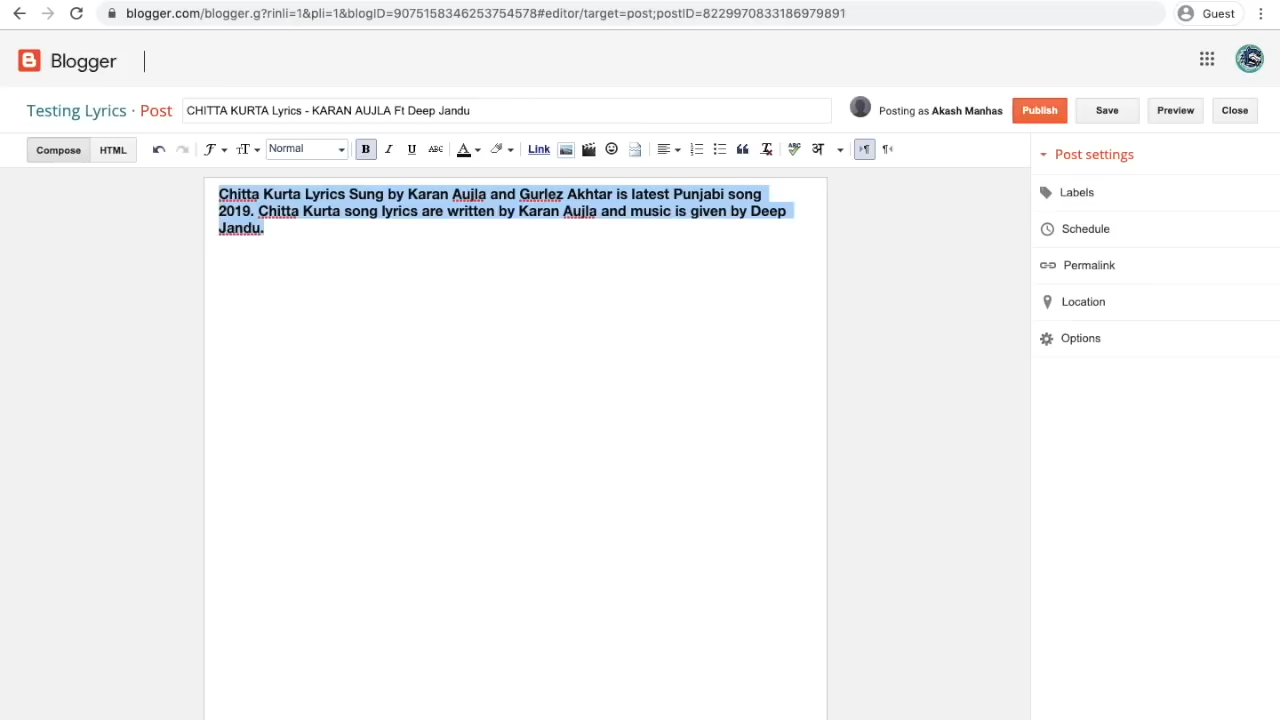 blogger.com/blogger.g?rinli=1&pli=1&blogID=9075158346253754578#editor/target=post;postID=8229970833186979891
Guest
Blogger
Testing Lyrics · Post
CHITTA KURTA Lyrics - KARAN AUJLA Ft Deep Jandu
Posting as Akash Manhas
Publish
Save
Preview
Close
Compose
HTML
Normal
B
I
U
ABC
A
Link
अ
Post settings
Labels
Schedule
Permalink
Location
Options
Chitta Kurta Lyrics Sung by Karan Aujla and Gurlez Akhtar is latest Punjabi song
2019. Chitta Kurta song lyrics are written by Karan Aujla and music is given by Deep
Jandu.